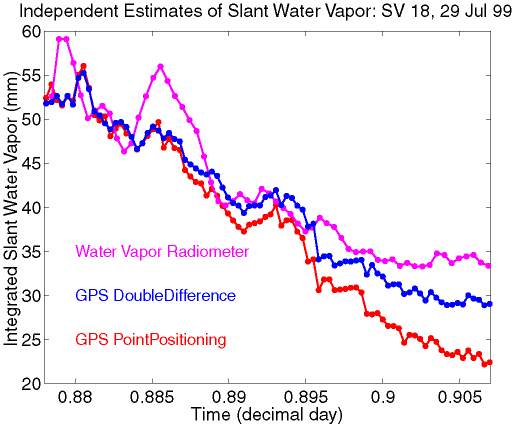 Independent Estimates of Slant Water Vapor: SV 18, 29 Jul 99
Integrated Slant Water Vapor (mm)
60
55
50
45
40
35
30
25
20
Water Vapor Radiometer
GPS DoubleDifference
GPS PointPositioning
0.88 0.885 0.89 0.895 0.9 0.905
Time (decimal day)